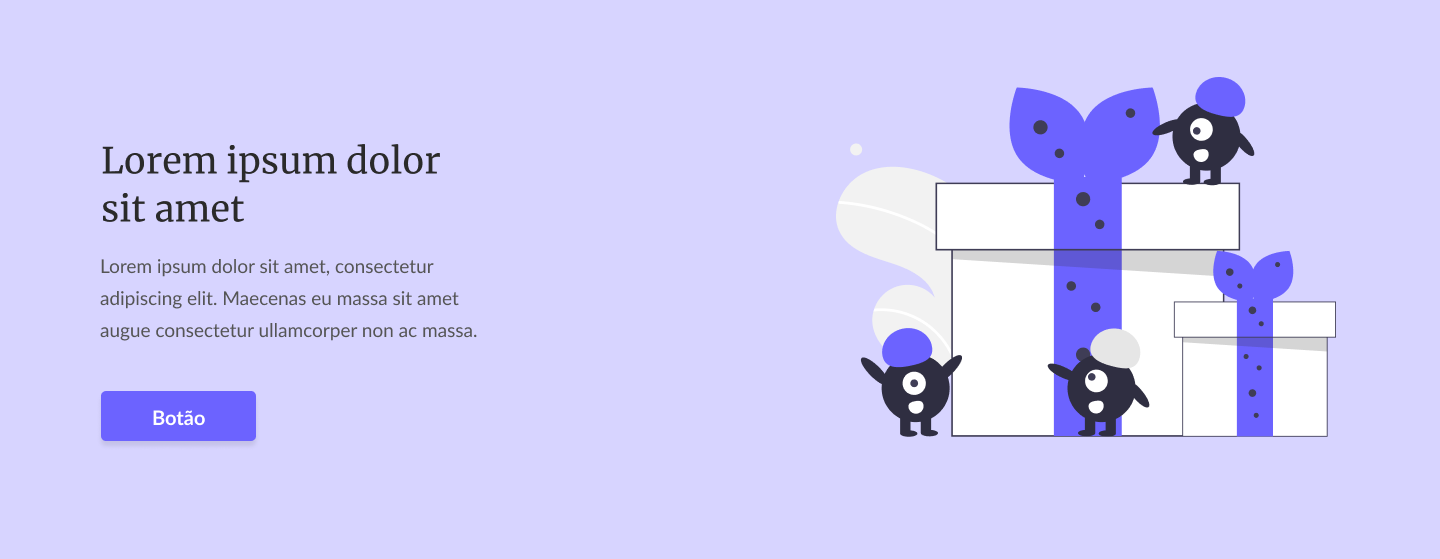 Lorem ipsum dolor
sit amet
Lorem ipsum dolor sit amet, consectetur
adipiscing elit. Maecenas eu massa sit amet
augue consectetur ullamcorper non ac massa.
Botão